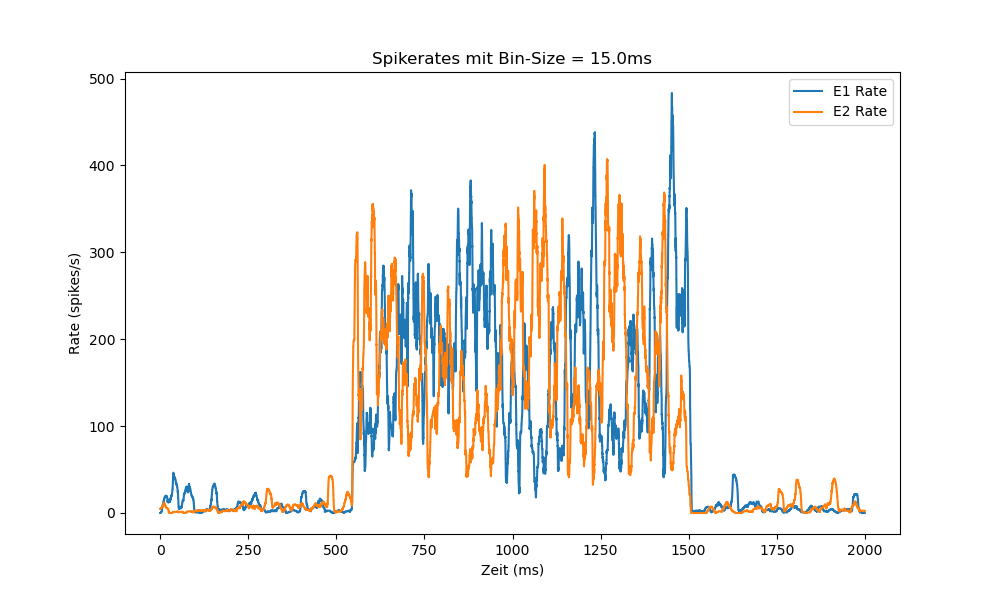 Spikerates mit Bin-Size = 15.0ms
E1 Rate
E2 Rate
Rate (spikes/s)
500
400
300
200
100
0
0 250 500 750 1000 1250 1500 1750 2000
Zeit (ms)